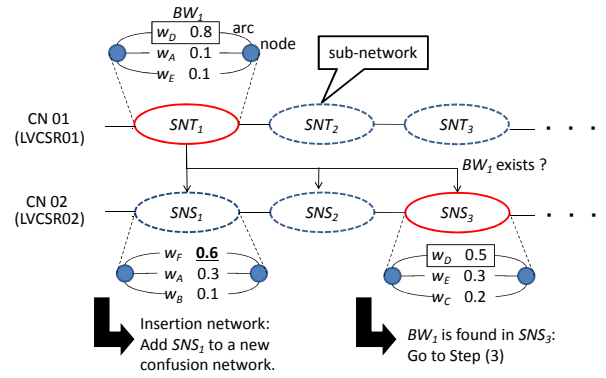 BW1
wD 0.8
wA 0.1
wE 0.1
arc
node
sub-network
CN 01
(LVCSR01)
SNT1
SNT2
SNT3
. . .
BW1 exists ?
CN 02
(LVCSR02)
SNS1
SNS2
SNS3
. . .
wF 0.6
wA 0.3
wB 0.1
wD 0.5
wE 0.3
wC 0.2
Insertion network:
Add SNS1 to a new
confusion network.
BW1 is found in SNS3:
Go to Step (3)